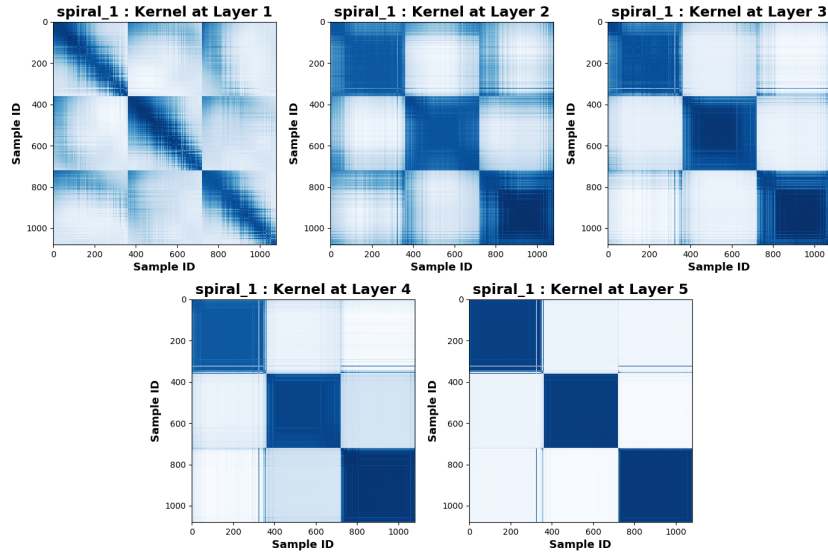 spiral_1 : Kernel at Layer 1
spiral_1 : Kernel at Layer 2
spiral_1 : Kernel at Layer 3
0
200
400
600
800
1000
Sample ID
0 200 400 600 800 1000
Sample ID
0
200
400
600
800
1000
Sample ID
0 200 400 600 800 1000
Sample ID
0
200
400
600
800
1000
Sample ID
0 200 400 600 800 1000
Sample ID
spiral_1 : Kernel at Layer 4
spiral_1 : Kernel at Layer 5
0
200
400
600
800
1000
Sample ID
0 200 400 600 800 1000
Sample ID
0
200
400
600
800
1000
Sample ID
0 200 400 600 800 1000
Sample ID